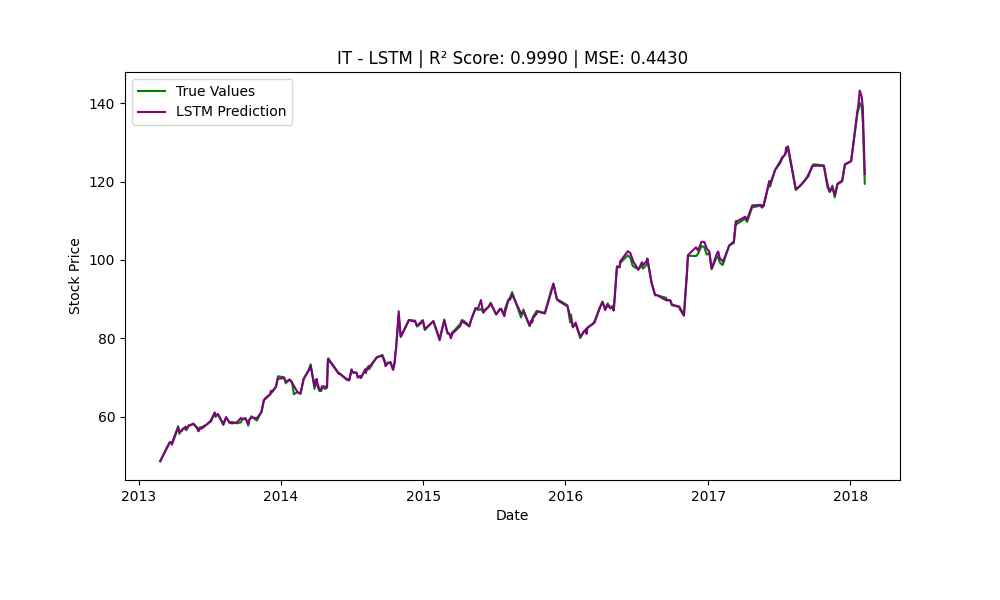 IT - LSTM | R² Score: 0.9990 | MSE: 0.4430
True Values
LSTM Prediction
Stock Price
140
120
100
80
60
2013 2014 2015 2016 2017 2018
Date